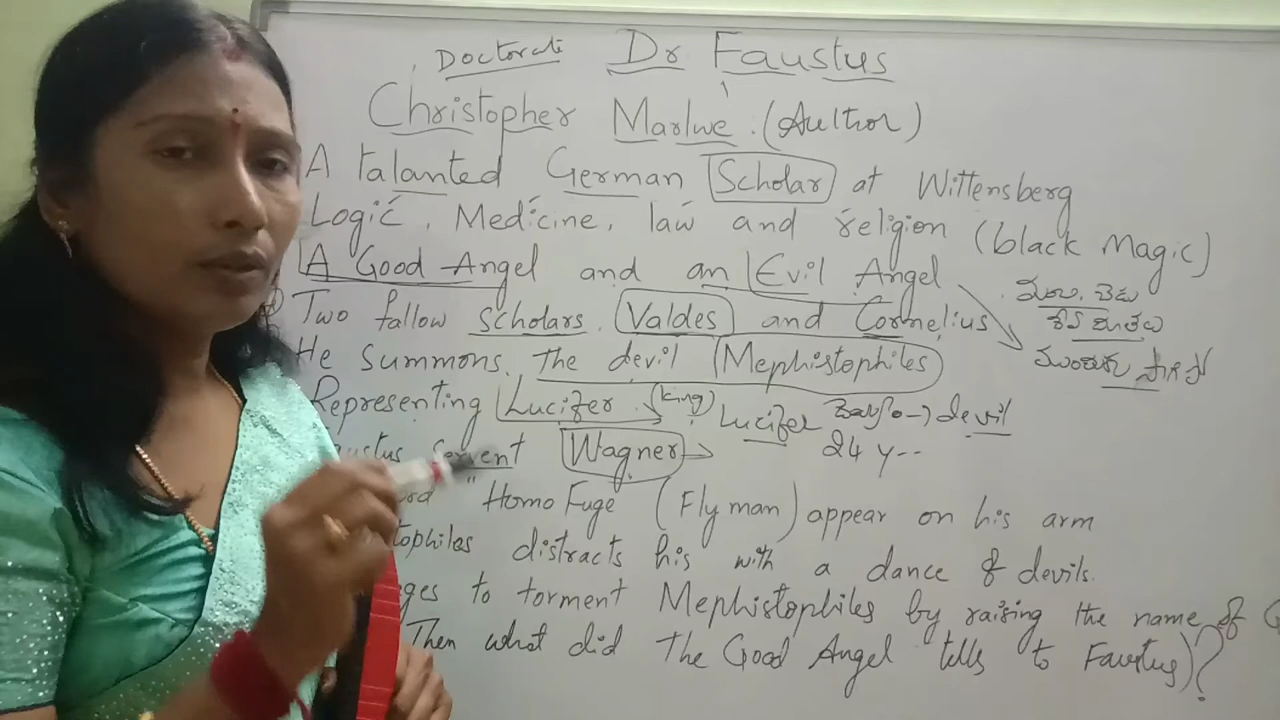 Doctorate Dr Faustus
Christopher Marlwe. (Author)
A talanted German Scholar at Wittensberg
Logic, Medicine, law and religion (black Magic)
A Good Angel and an Evil Angel
Two fallow scholars. Valdes and Cornelius
He summons. The devil Mephistophiles
Representing Lucifer (king) Lucifer devil
24 y--
servent Wagner
"Homo Fuge (Fly man) appear on his arm
tophiles distracts his with a dance of devils.
ges to torment Mephistophiles by raising the name of G
Then what did The Good Angel tells to Faustus)?